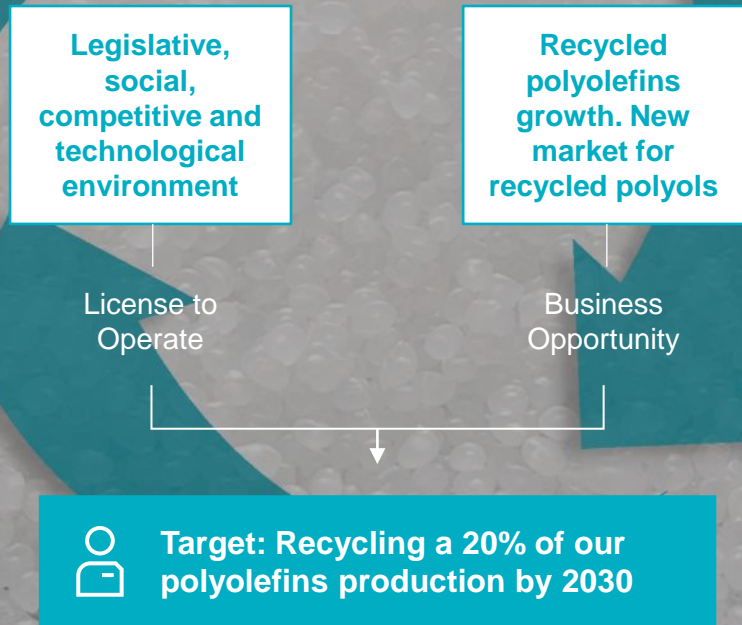 Legislative,
social,
competitive and
technological
environment
Recycled
polyolefins
growth. New
market for
recycled polyols
License to
Operate
Business
Opportunity
Target: Recycling a 20% of our
polyolefins production by 2030